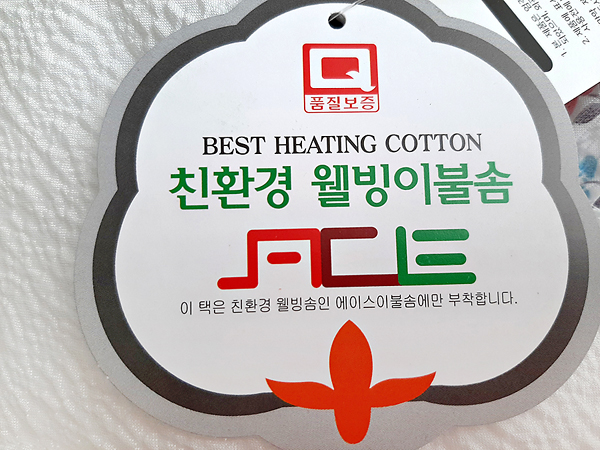 Q
품질보증
BEST HEATING COTTON
친환경 웰빙이불솜
ACE
이 택은 친환경 웰빙솜인 에이스이불솜에만 부착합니다.